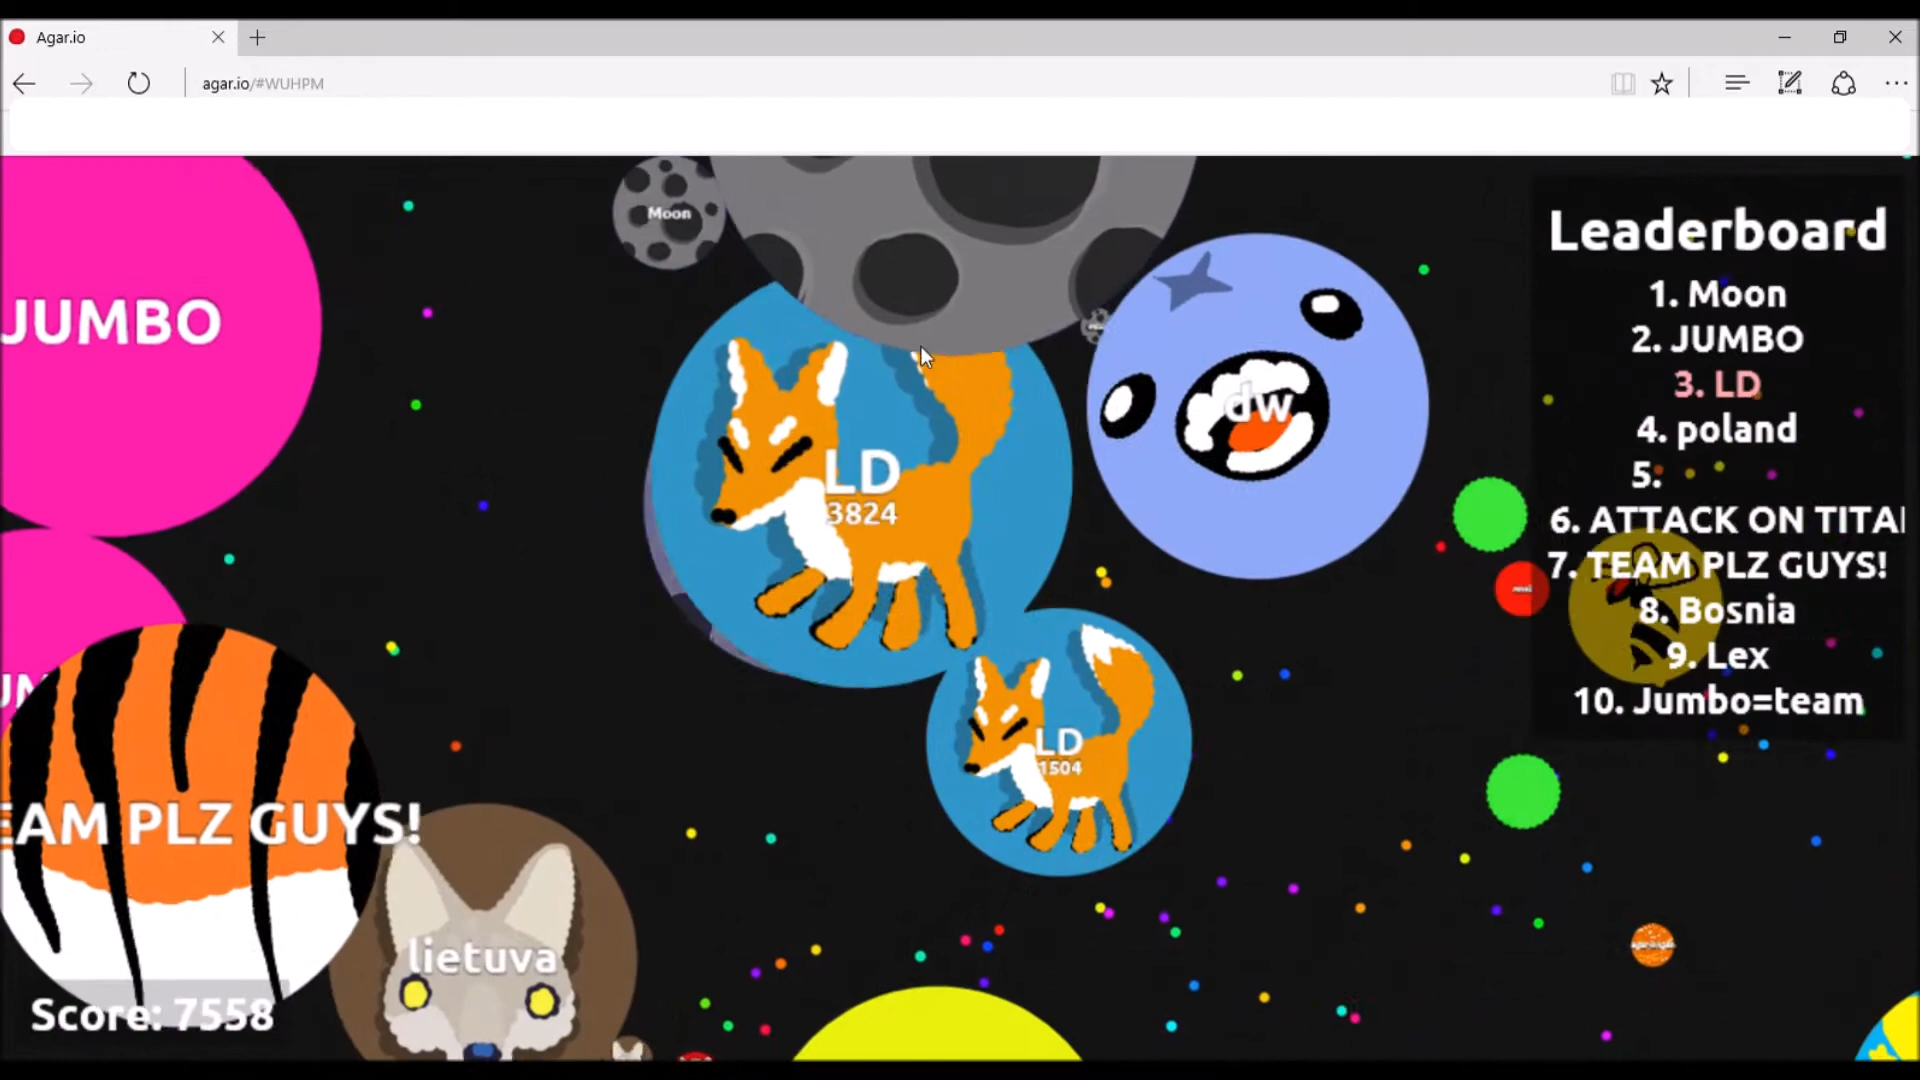 Agar.io
agar.io/#WUHPM
Moon
JUMBO
Leaderboard
1. Moon
2. JUMBO
3. LD
4. poland
5.
6. ATTACK ON TITA
7. TEAM PLZ GUYS!
8. Bosnia
9. Lex
10. Jumbo=team
dw
LD
3824
LD
1504
EAM PLZ GUYS!
lietuva
Score: 7558